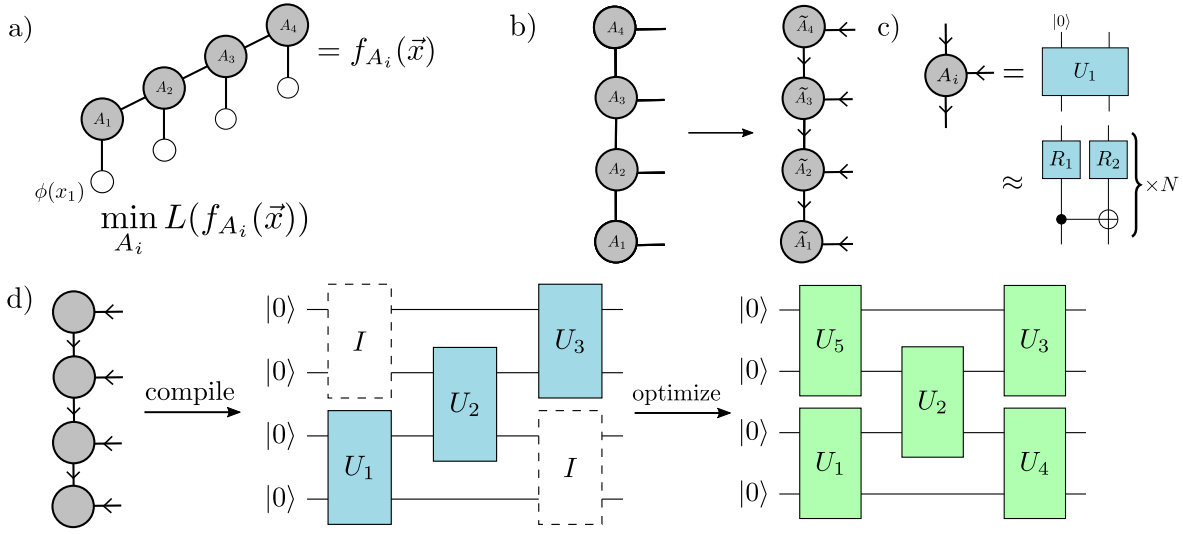 a)
A₄
A₃
A₂
A₁
= f_{A_i}(\vec{x})
ϕ(x₁)
min L(f_{A_i}(\vec{x}))
A_i
b)
A₄
A₃
A₂
A₁
Ã₄
Ã₃
Ã₂
Ã₁
c)
|0⟩
A_i = U₁
≈ R₁ R₂ ×N
d)
compile
|0⟩
|0⟩
|0⟩
|0⟩
I
U₁
U₂
U₃
I
optimize
|0⟩
|0⟩
|0⟩
|0⟩
U₅
U₁
U₂
U₃
U₄